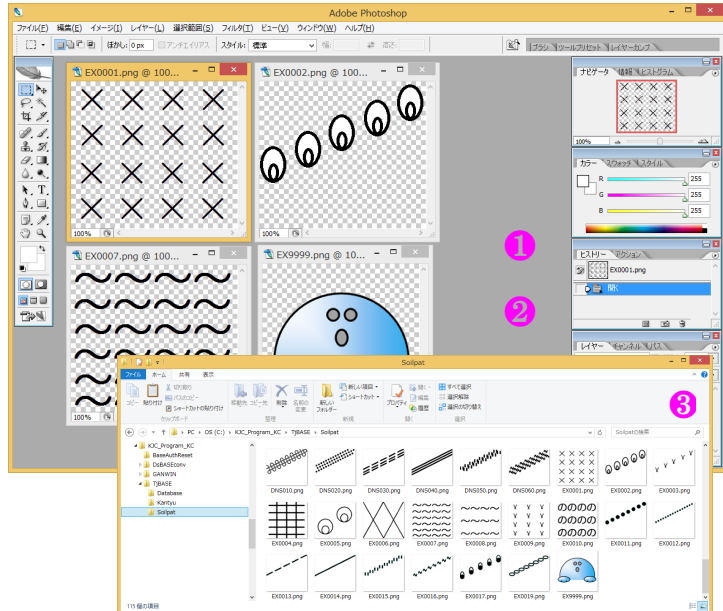 Adobe Photoshop
ファイル(F) 編集(E) イメージ(I) レイヤー(L) 選択範囲(S) フィルタ(T) ビュー(V) ウィンドウ(W) ヘルプ(H)
ぼかし: 0 px アンチエイリアス スタイル: 標準 幅: 高さ:
ブラシ ツールプリセット レイヤーカンプ
EX0001.png @ 100...
EX0002.png @ 100...
100%
100%
EX0007.png @ 100...
EX9999.png @ 10...
100%
ナビゲータ 情報 ヒストグラム
100%
カラー スウォッチ スタイル
R 255
G 255
B 255
ヒストリー アクション
EX0001.png
開く
レイヤー チャンネル パス
1
2
3
Soilpat
ファイル ホーム 共有 表示
コピー 貼り付け 切り取り パスのコピー ショートカットの貼り付け
移動先 コピー先 削除 名前の変更
新しいフォルダー 新しい項目 ショートカット
プロパティ 開く 編集 履歴
すべて選択 選択解除 選択の切り替え
クリップボード 整理 新規 開く 選択
PC OS (C:) KJC_Program_KC TJBASE Soilpat
Soilpatの検索
KJC_Program_KC
BaseAuthReset
DsBASEconv
GANWIN
TJBASE
Database
Kantyu
Soilpat
DNS010.png DNS020.png DNS030.png DNS040.png DNS050.png DNS060.png EX0001.png EX0002.png EX0003.png
EX0004.png EX0005.png EX0006.png EX0007.png EX0008.png EX0009.png EX0010.png EX0011.png EX0012.png
EX0013.png EX0014.png EX0015.png EX0016.png EX0017.png EX0019.png EX9999.png
115 個の項目